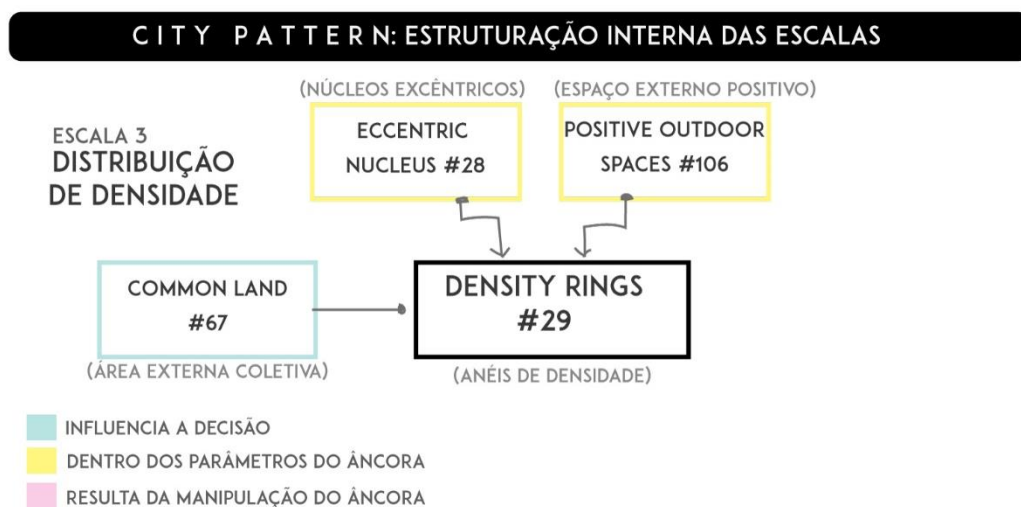 CITY PATTERN: ESTRUTURAÇÃO INTERNA DAS ESCALAS
(NÚCLEOS EXCÊNTRICOS)
(ESPAÇO EXTERNO POSITIVO)
ESCALA 3
DISTRIBUIÇÃO
DE DENSIDADE
ECCENTRIC
NUCLEUS #28
POSITIVE OUTDOOR
SPACES #106
COMMON LAND
#67
(ÁREA EXTERNA COLETIVA)
DENSITY RINGS
#29
(ANÉIS DE DENSIDADE)
INFLUENCIA A DECISÃO
DENTRO DOS PARÂMETROS DO ÂNCORA
RESULTA DA MANIPULAÇÃO DO ÂNCORA